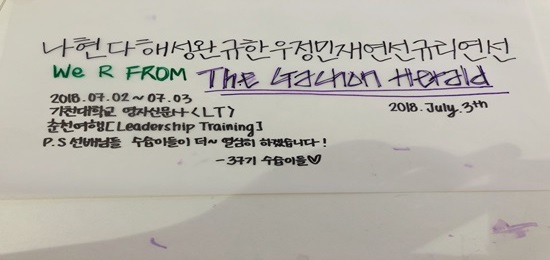 나현다해성완규한우정민재연선규리연선
We R FROM The Gachon Herald
2018.07.02~07.03
2018.July.3th
가천대학교 영자신문사<LT>
춘천여행[Leadership Training]
P.S 선배님들 수습이들이 더~ 열심히 하겠습니다!
-37기 수습이들♡